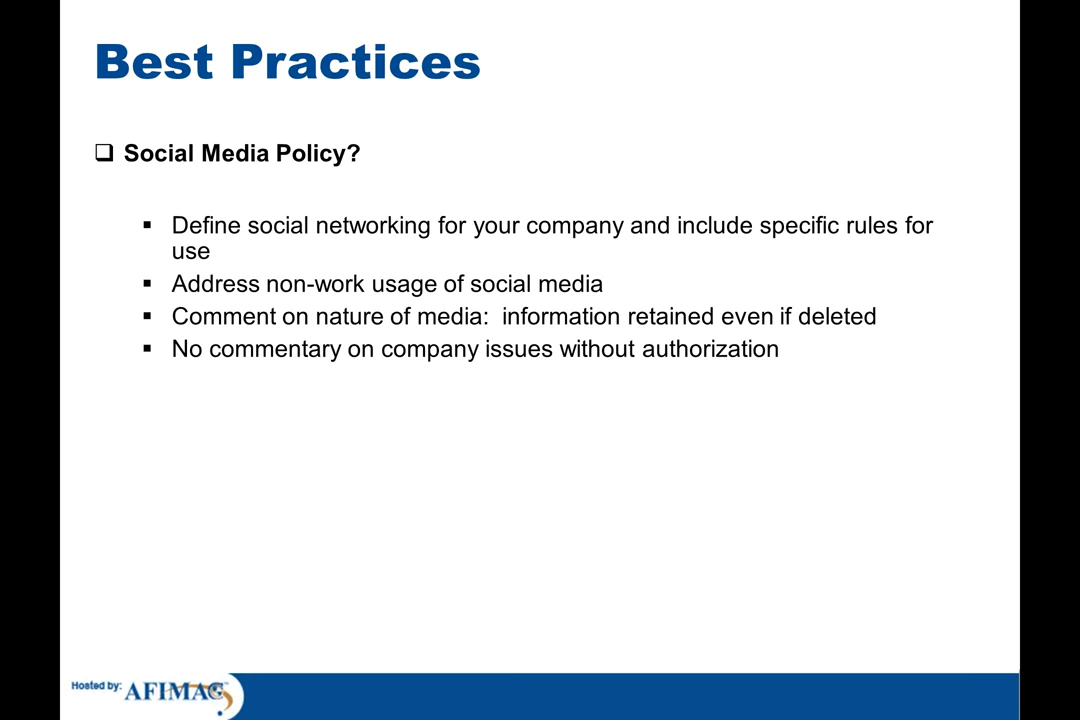 Best Practices
Social Media Policy?
Define social networking for your company and include specific rules for
use
Address non-work usage of social media
Comment on nature of media:  information retained even if deleted
No commentary on company issues without authorization
Hosted by: AFIMAC™